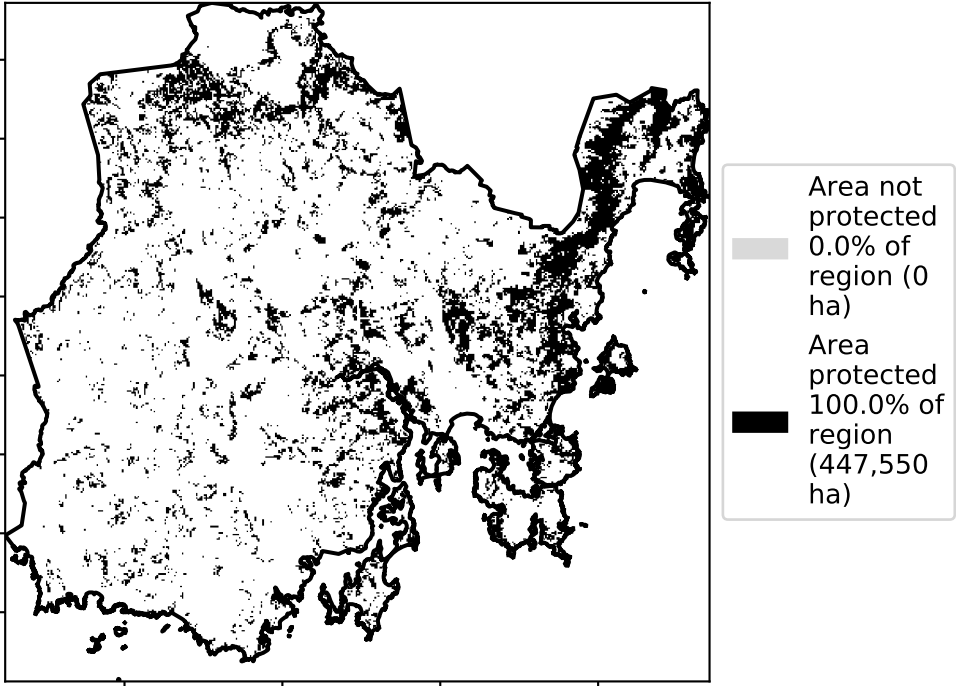 Area not
protected
0.0% of
region (0
ha)
Area
protected
100.0% of
region
(447,550
ha)